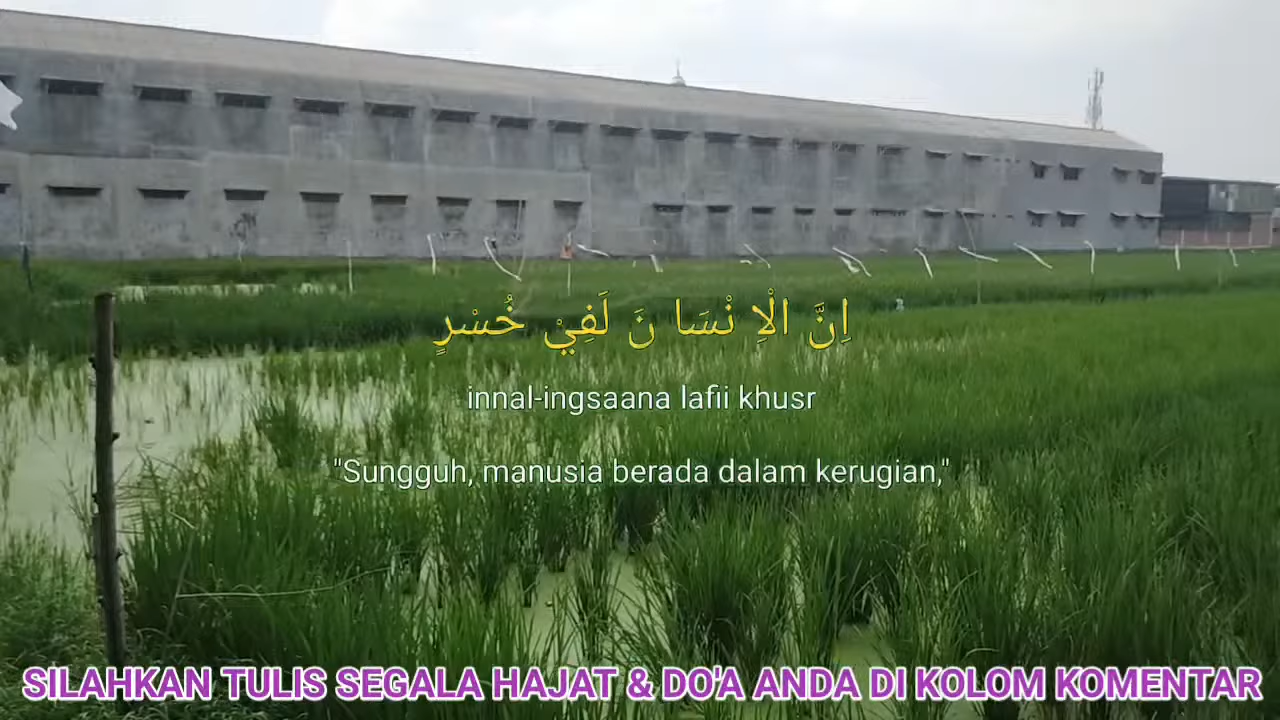 اِنَّ الْاِ نْسَا نَ لَفِيْ خُسْرٍ
innal-ingsaana lafii khusr
"Sungguh, manusia berada dalam kerugian,"
SILAHKAN TULIS SEGALA HAJAT & DO'A ANDA DI KOLOM KOMENTAR